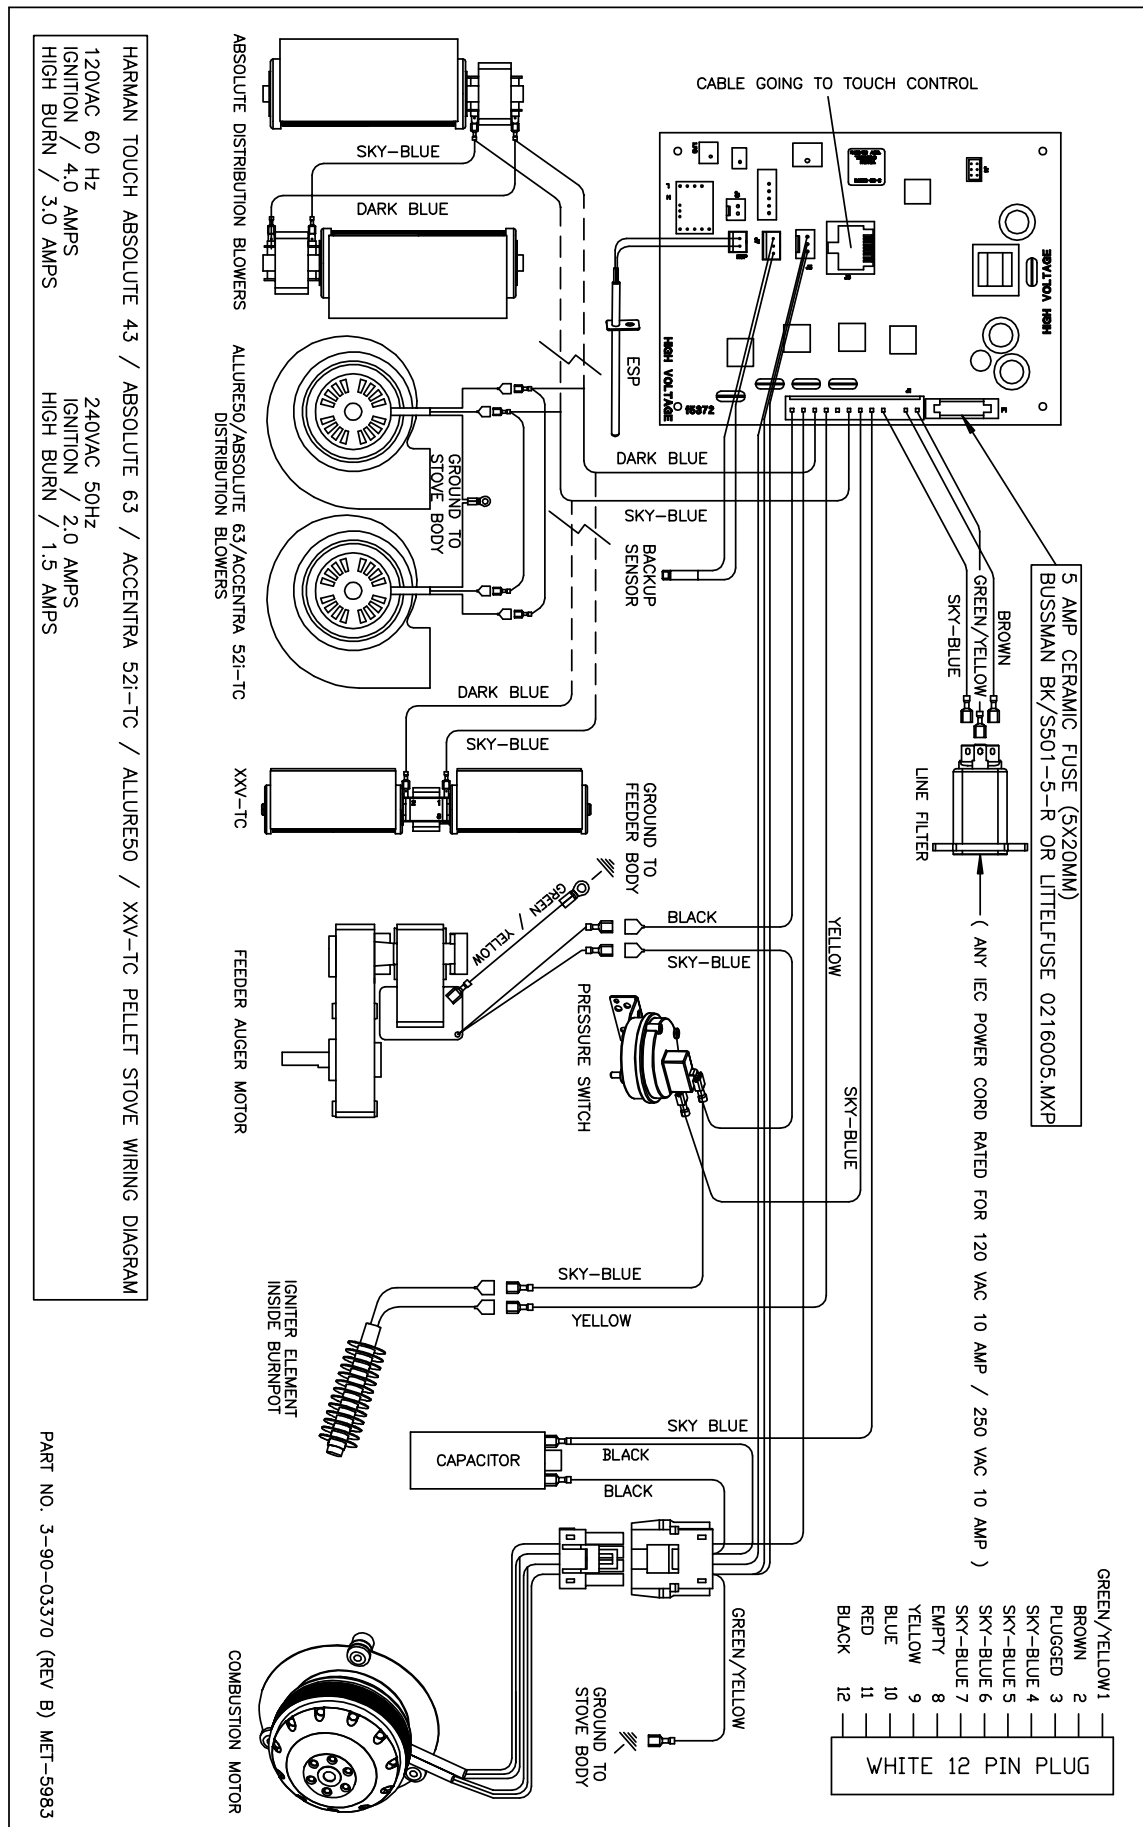 CABLE GOING TO TOUCH CONTROL
HIGH VOLTAGE
HIGH VOLTAGE
15372
ESP
BACKUP
SENSOR
5 AMP CERAMIC FUSE (5X20MM)
BUSSMAN BK/S501-5-R OR LITTELFUSE 0216005.MXP
BROWN
GREEN/YELLOW
SKY-BLUE
LINE FILTER
( ANY IEC POWER CORD RATED FOR 120 VAC 10 AMP / 250 VAC 10 AMP )
GREEN/YELLOW 1
BROWN 2
PLUGGED 3
SKY-BLUE 4
SKY-BLUE 5
SKY-BLUE 6
SKY-BLUE 7
EMPTY 8
YELLOW 9
BLUE 10
RED 11
BLACK 12
WHITE 12 PIN PLUG
SKY-BLUE
DARK BLUE
ABSOLUTE DISTRIBUTION BLOWERS
DARK BLUE
SKY-BLUE
GROUND TO
STOVE BODY
ALLURE50/ABSOLUTE 63/ACCENTRA 52i-TC
DISTRIBUTION BLOWERS
DARK BLUE
SKY-BLUE
2
1
XXV-TC
GROUND TO
FEEDER BODY
GREEN / YELLOW
BLACK
SKY-BLUE
YELLOW
FEEDER AUGER MOTOR
PRESSURE SWITCH
SKY-BLUE
SKY-BLUE
YELLOW
IGNITER ELEMENT
INSIDE BURNPOT
SKY BLUE
BLACK
BLACK
CAPACITOR
GREEN/YELLOW
GROUND TO
STOVE BODY
COMBUSTION MOTOR
HARMAN TOUCH ABSOLUTE 43 / ABSOLUTE 63 / ACCENTRA 52i-TC / ALLURE50 / XXV-TC PELLET STOVE WIRING DIAGRAM
120VAC 60 Hz
IGNITION / 4.0 AMPS
HIGH BURN / 3.0 AMPS
240VAC 50Hz
IGNITION / 2.0 AMPS
HIGH BURN / 1.5 AMPS
PART NO. 3-90-03370 (REV B) MET-5983